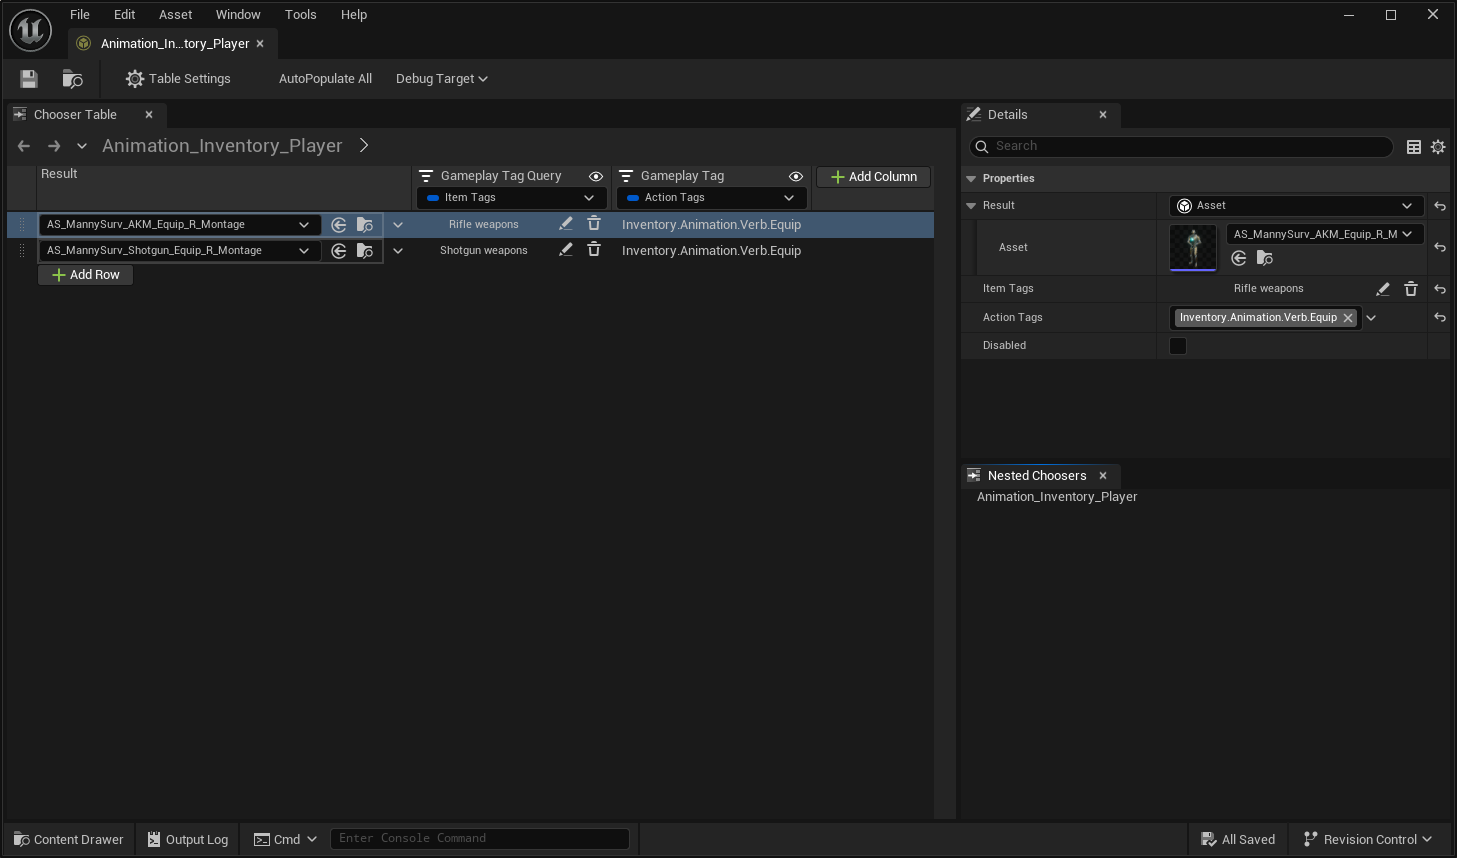 File Edit Asset Window Tools Help
Animation_In...tory_Player
Table Settings AutoPopulate All Debug Target
Chooser Table
Animation_Inventory_Player
Result Gameplay Tag Query Gameplay Tag Add Column
Item Tags Action Tags
AS_MannySurv_AKM_Equip_R_Montage Rifle weapons Inventory.Animation.Verb.Equip
AS_MannySurv_Shotgun_Equip_R_Montage Shotgun weapons Inventory.Animation.Verb.Equip
Add Row
Details
Search
Properties
Result Asset
Asset AS_MannySurv_AKM_Equip_R_M
Item Tags Rifle weapons
Action Tags Inventory.Animation.Verb.Equip
Disabled
Nested Choosers
Animation_Inventory_Player
Content Drawer Output Log Cmd Enter Console Command All Saved Revision Control